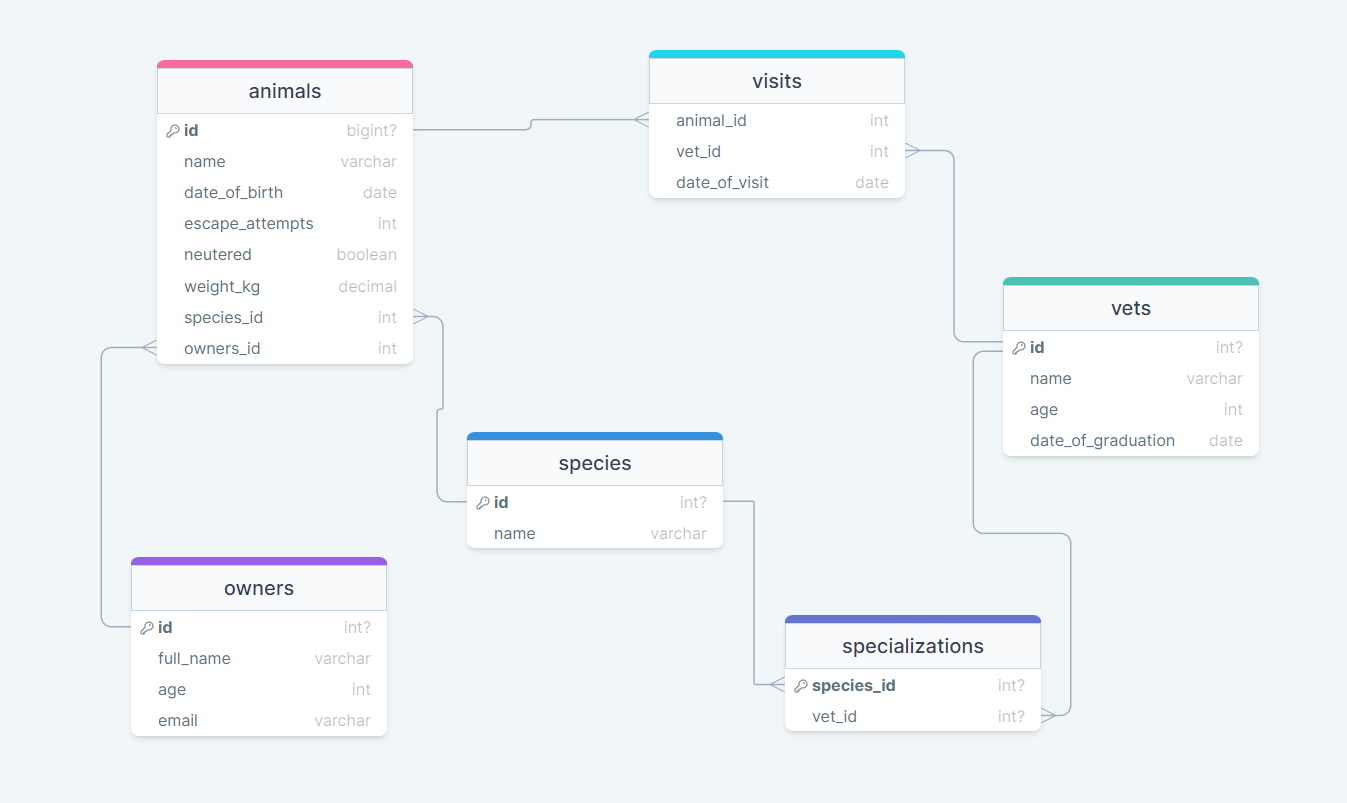 animals
id bigint?
name varchar
date_of_birth date
escape_attempts int
neutered boolean
weight_kg decimal
species_id int
owners_id int
visits
animal_id int
vet_id int
date_of_visit date
vets
id int?
name varchar
age int
date_of_graduation date
species
id int?
name varchar
owners
id int?
full_name varchar
age int
email varchar
specializations
species_id int?
vet_id int?